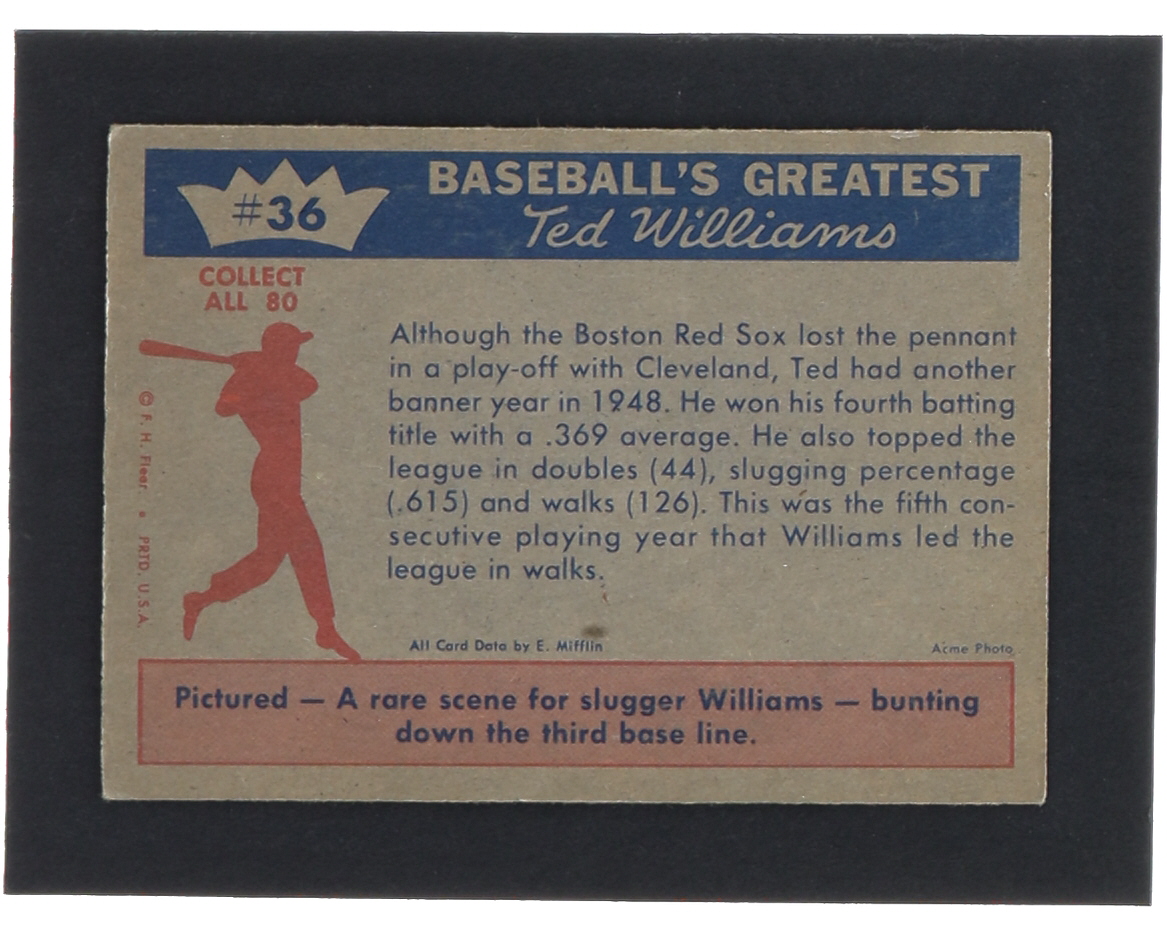 #36
BASEBALL'S GREATEST
Ted Williams
COLLECT
ALL 80
Although the Boston Red Sox lost the pennant
in a play-off with Cleveland, Ted had another
banner year in 1948. He won his fourth batting
title with a .369 average. He also topped the
league in doubles (44), slugging percentage
(.615) and walks (126). This was the fifth con-
secutive playing year that Williams led the
league in walks.
© F. H. Fleer. • PRTD. U.S.A.
All Card Data by E. Mifflin
Acme Photo
Pictured — A rare scene for slugger Williams — bunting
down the third base line.